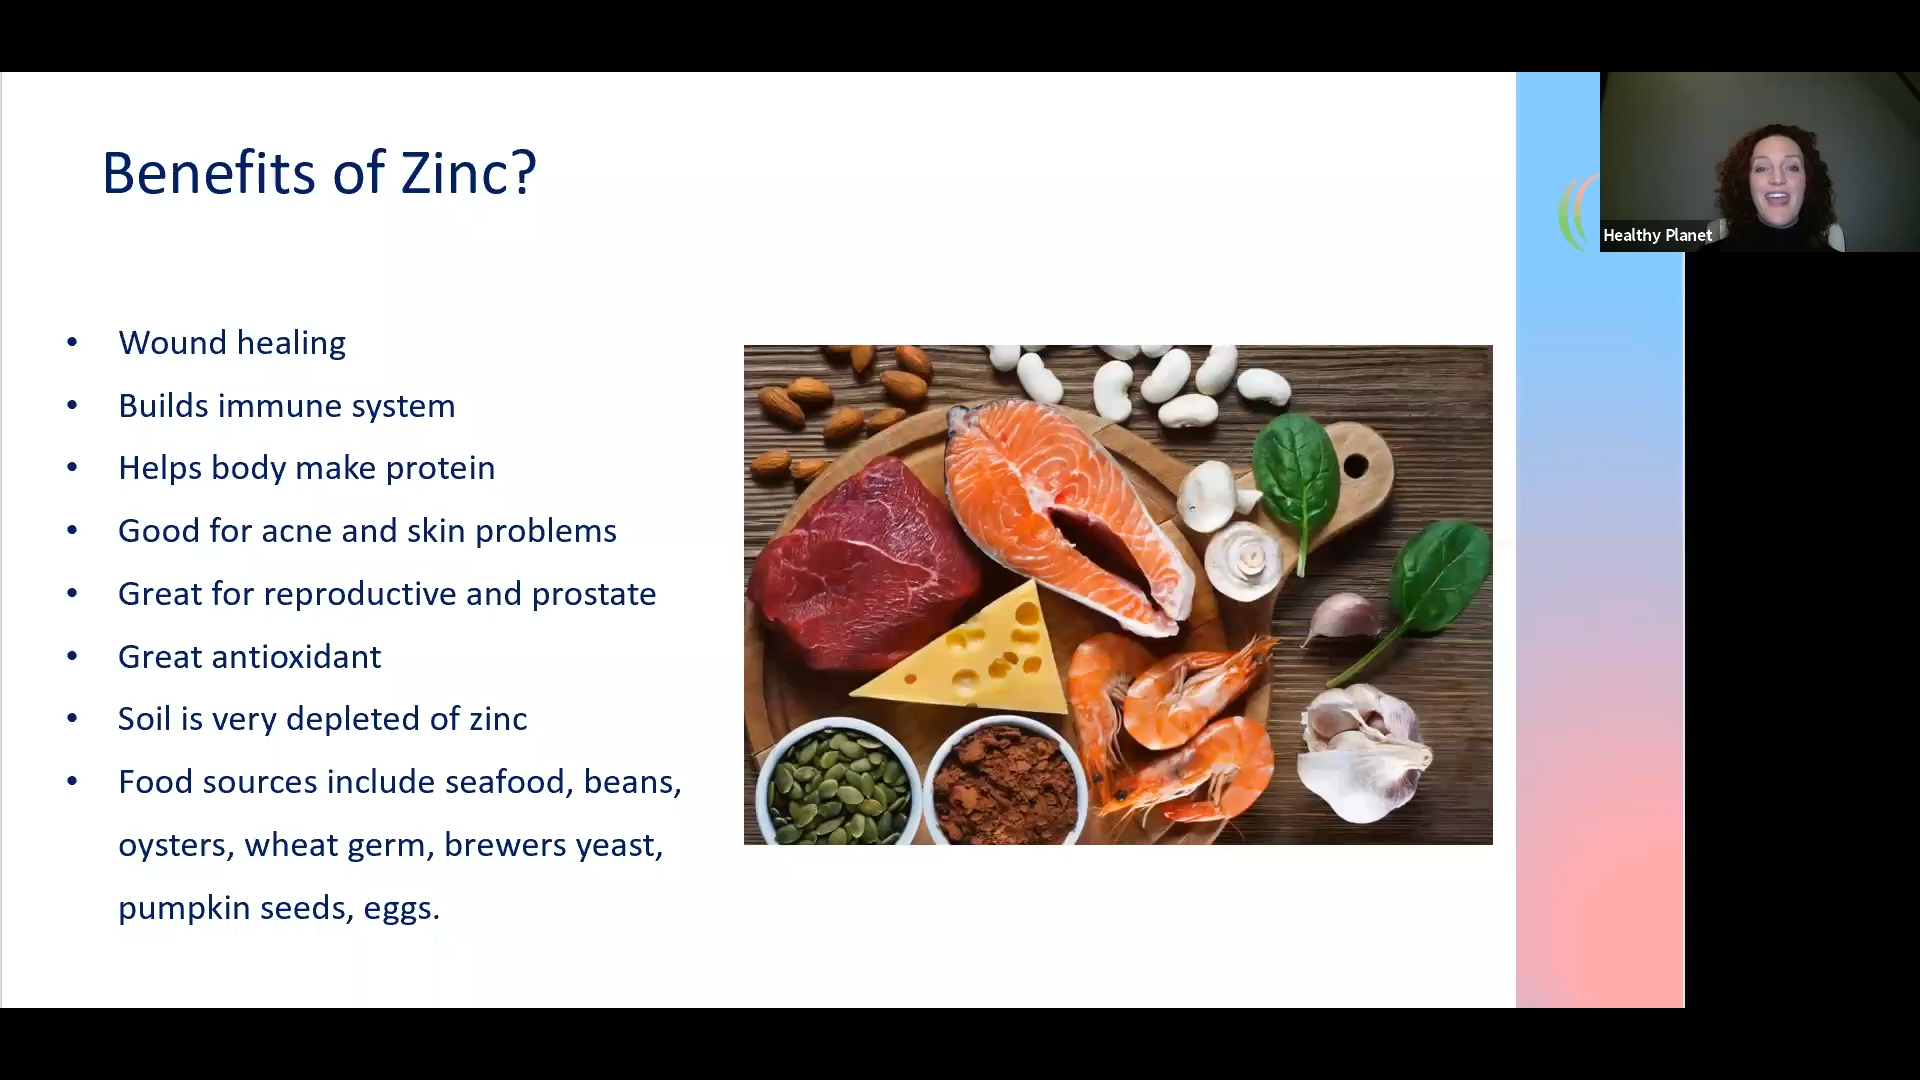 Benefits of Zinc?
Healthy Planet
• Wound healing
• Builds immune system
• Helps body make protein
• Good for acne and skin problems
• Great for reproductive and prostate
• Great antioxidant
• Soil is very depleted of zinc
• Food sources include seafood, beans,
oysters, wheat germ, brewers yeast,
pumpkin seeds, eggs.